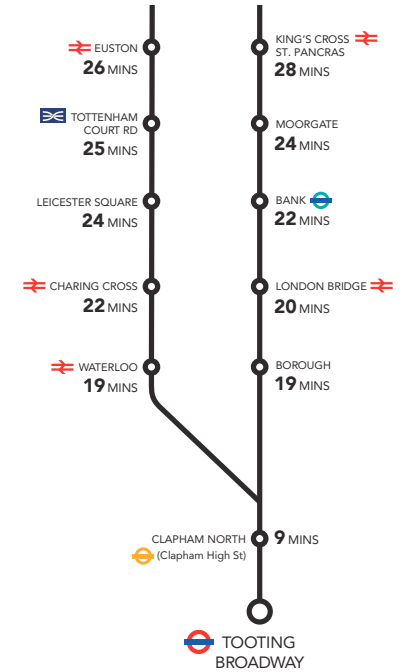 EUSTON
26 MINS
TOTTENHAM
COURT RD
25 MINS
LEICESTER SQUARE
24 MINS
CHARING CROSS
22 MINS
WATERLOO
19 MINS
KING'S CROSS
ST. PANCRAS
28 MINS
MOORGATE
24 MINS
BANK
22 MINS
LONDON BRIDGE
20 MINS
BOROUGH
19 MINS
CLAPHAM NORTH
(Clapham High St)
9 MINS
TOOTING
BROADWAY